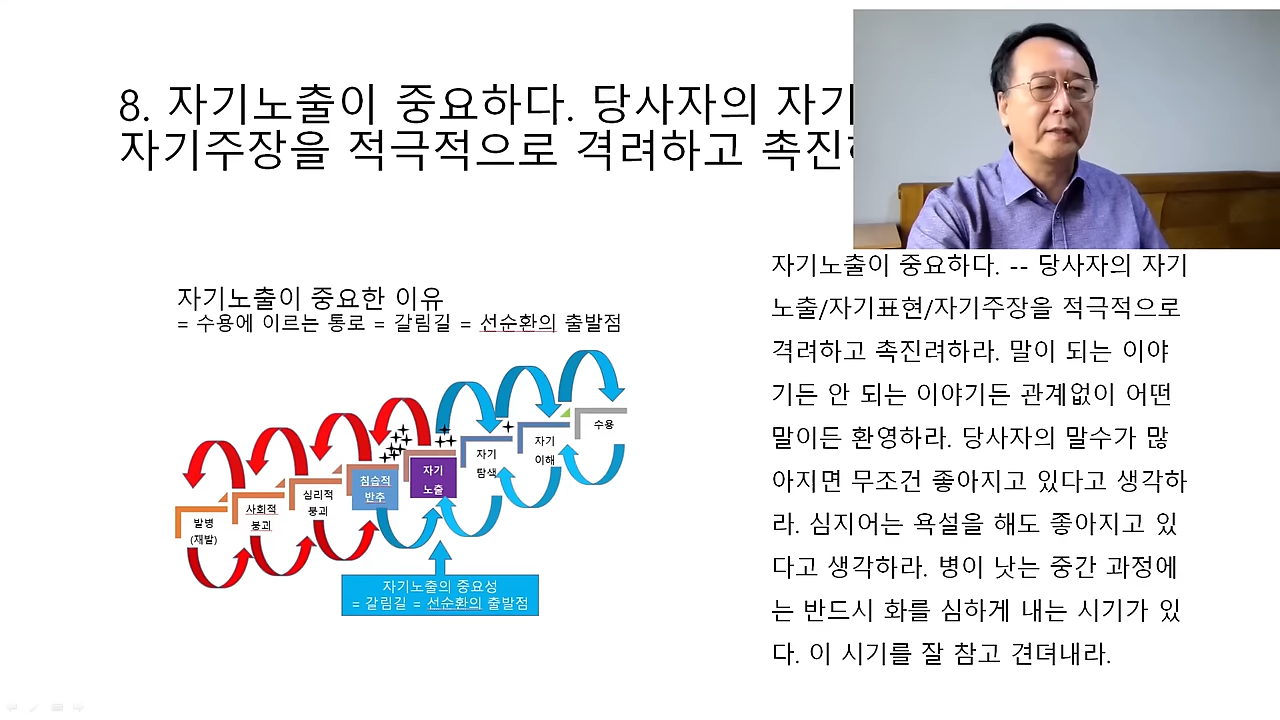 8. 자기노출이 중요하다. 당사자의 자기
자기주장을 적극적으로 격려하고 촉진
자기노출이 중요한 이유
= 수용에 이르는 통로 = 갈림길 = 선순환의 출발점
발병
(재발)
사회적
붕괴
심리적
붕괴
침습적
반추
자기
노출
자기
탐색
자기
이해
수용
자기노출의 중요성
= 갈림길 = 선순환의 출발점
자기노출이 중요하다. -- 당사자의 자기
노출/자기표현/자기주장을 적극적으로
격려하고 촉진려하라. 말이 되는 이야
기든 안 되는 이야기든 관계없이 어떤
말이든 환영하라. 당사자의 말수가 많
아지면 무조건 좋아지고 있다고 생각하
라. 심지어는 욕설을 해도 좋아지고 있
다고 생각하라. 병이 낫는 중간 과정에
는 반드시 화를 심하게 내는 시기가 있
다. 이 시기를 잘 참고 견뎌내라.